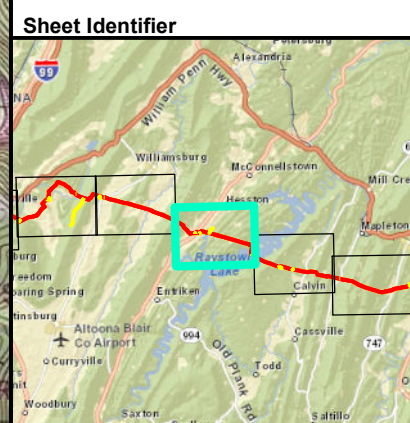 Sheet Identifier
Petersburg
Alexandria
99
NA
William Penn Hwy
Williamsburg
McConnellstown
Mill Cre
ville
Hesston
Mapleton
burg
Raystown
Lake
eedom
Calvin
oaring Spring
Entriken
tinsburg
Altoona Blair
Co Airport
994
Cassville
747
Curryville
Old Plank Rd
Todd
Woodbury
Saxton
Saltillo